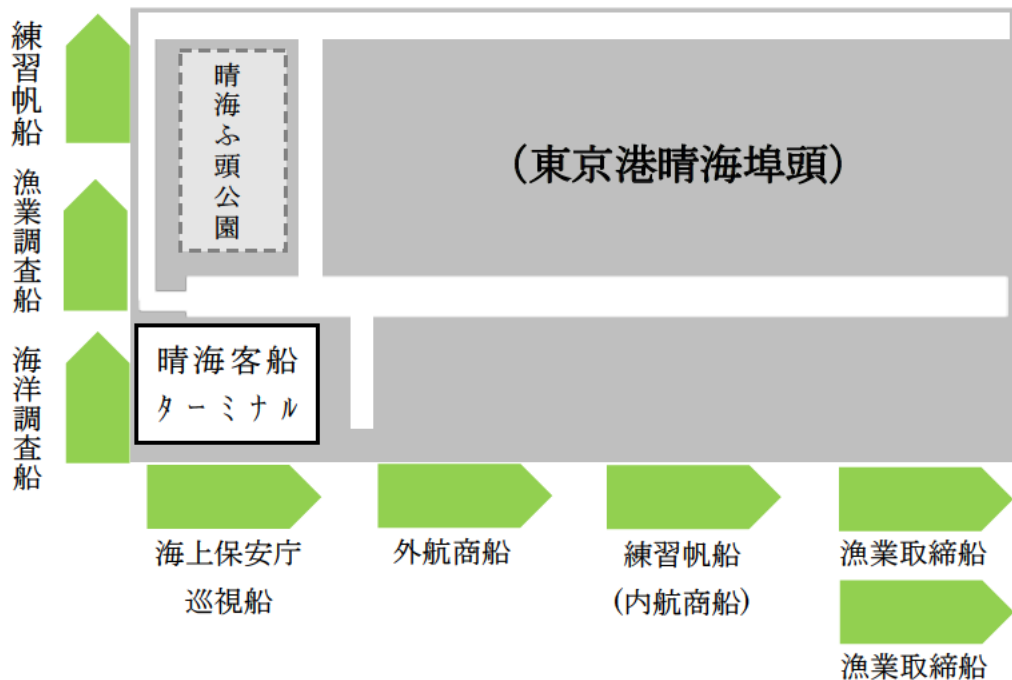 練習帆船
漁業調査船
海洋調査船
晴海ふ頭公園
(東京港晴海埠頭)
晴海客船
ターミナル
海上保安庁
巡視船
外航商船
練習帆船
(内航商船)
漁業取締船
漁業取締船